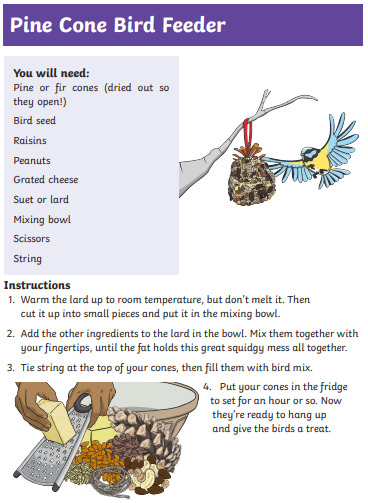 Pine Cone Bird Feeder
You will need:
Pine or fir cones (dried out so
they open!)
Bird seed
Raisins
Peanuts
Grated cheese
Suet or lard
Mixing bowl
Scissors
String
Instructions
1. Warm the lard up to room temperature, but don't melt it. Then
cut it up into small pieces and put it in the mixing bowl.
2. Add the other ingredients to the lard in the bowl. Mix them together with
your fingertips, until the fat holds this great squidgy mess all together.
3. Tie string at the top of your cones, then fill them with bird mix.
4. Put your cones in the fridge
to set for an hour or so. Now
they're ready to hang up
and give the birds a treat.